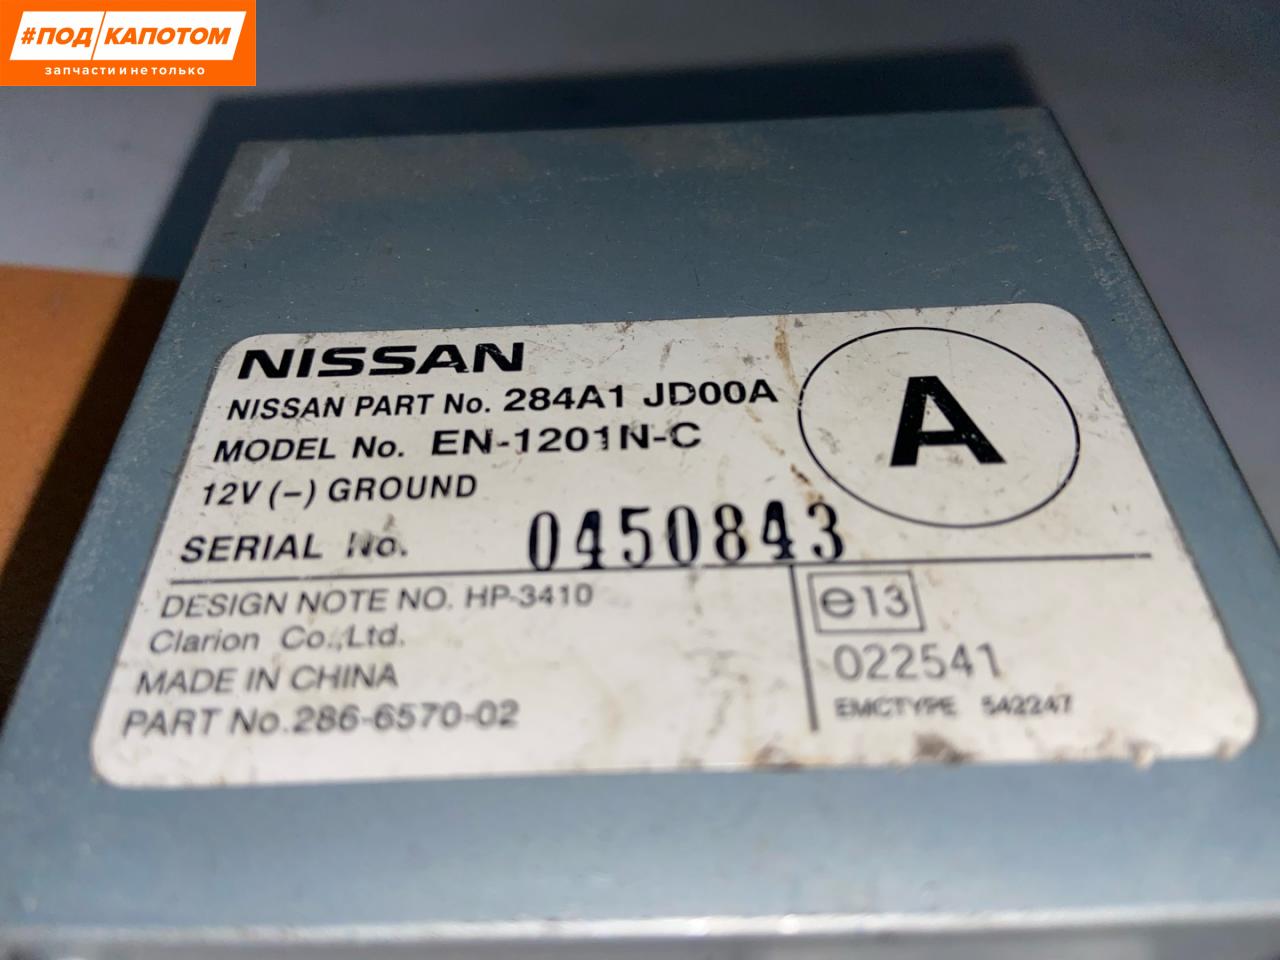 #ПОД КАПОТОМ
запчасти и не только
NISSAN
NISSAN PART No. 284A1 JD00A
MODEL No. EN-1201N-C
12V (–) GROUND
SERIAL No. 0450843
A
DESIGN NOTE NO. HP-3410
Clarion Co.,Ltd.
MADE IN CHINA
PART No.286-6570-02
e13
022541
EMCTYPE 542247